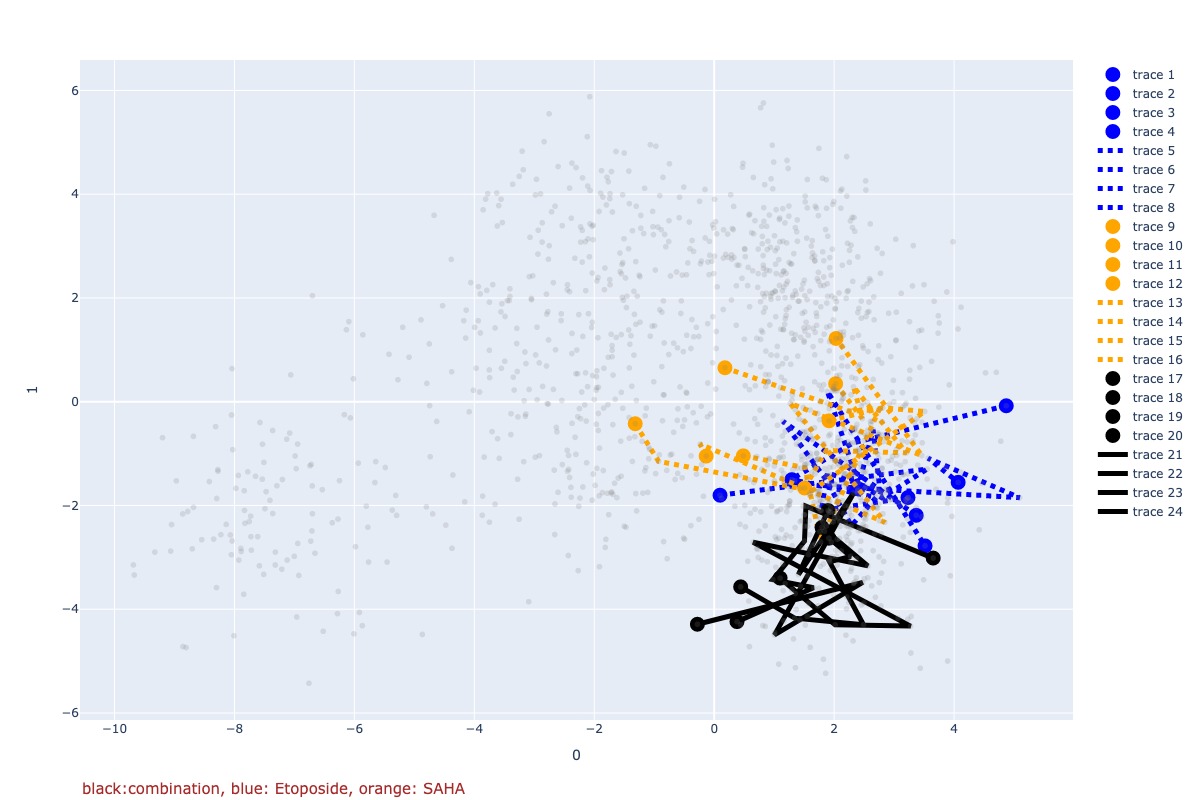 6
4
2
0
−2
−4
−6
1
−10
−8
−6
−4
−2
0
2
4
0
trace 1
trace 2
trace 3
trace 4
trace 5
trace 6
trace 7
trace 8
trace 9
trace 10
trace 11
trace 12
trace 13
trace 14
trace 15
trace 16
trace 17
trace 18
trace 19
trace 20
trace 21
trace 22
trace 23
trace 24
black:combination, blue: Etoposide, orange: SAHA